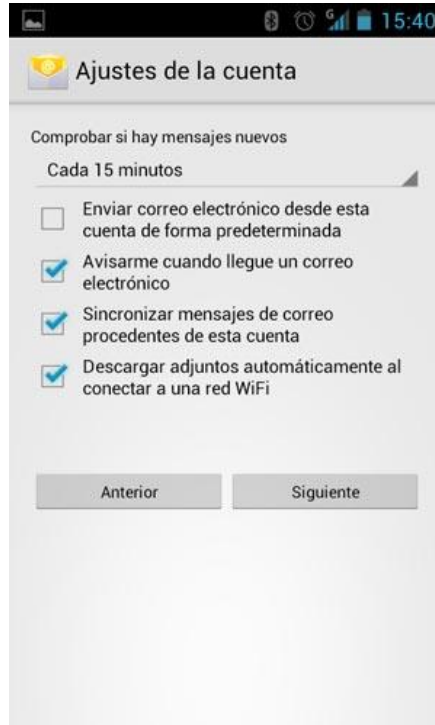 G 15:40
Ajustes de la cuenta
Comprobar si hay mensajes nuevos
Cada 15 minutos
Enviar correo electrónico desde esta
cuenta de forma predeterminada
Avisarme cuando llegue un correo
electrónico
Sincronizar mensajes de correo
procedentes de esta cuenta
Descargar adjuntos automáticamente al
conectar a una red WiFi
Anterior Siguiente